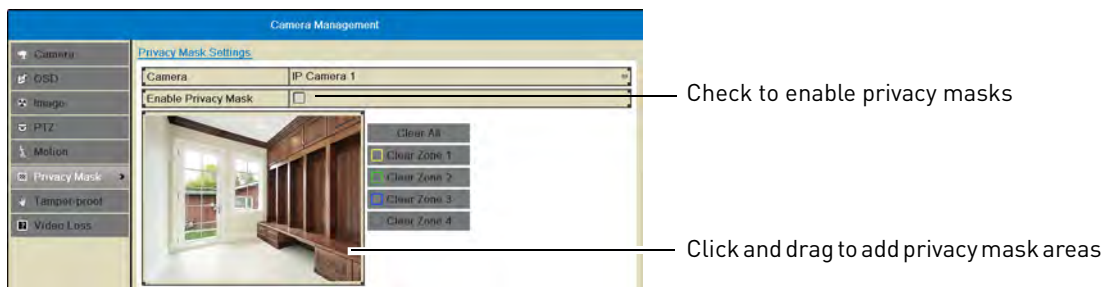 Camera Management
Camera
OSD
Image
PTZ
Motion
Privacy Mask
Tamper-proof
Video Loss
Privacy Mask Settings
Camera
IP Camera 1
Enable Privacy Mask
Clear All
Clear Zone 1
Clear Zone 2
Clear Zone 3
Clear Zone 4
Check to enable privacy masks
Click and drag to add privacy mask areas